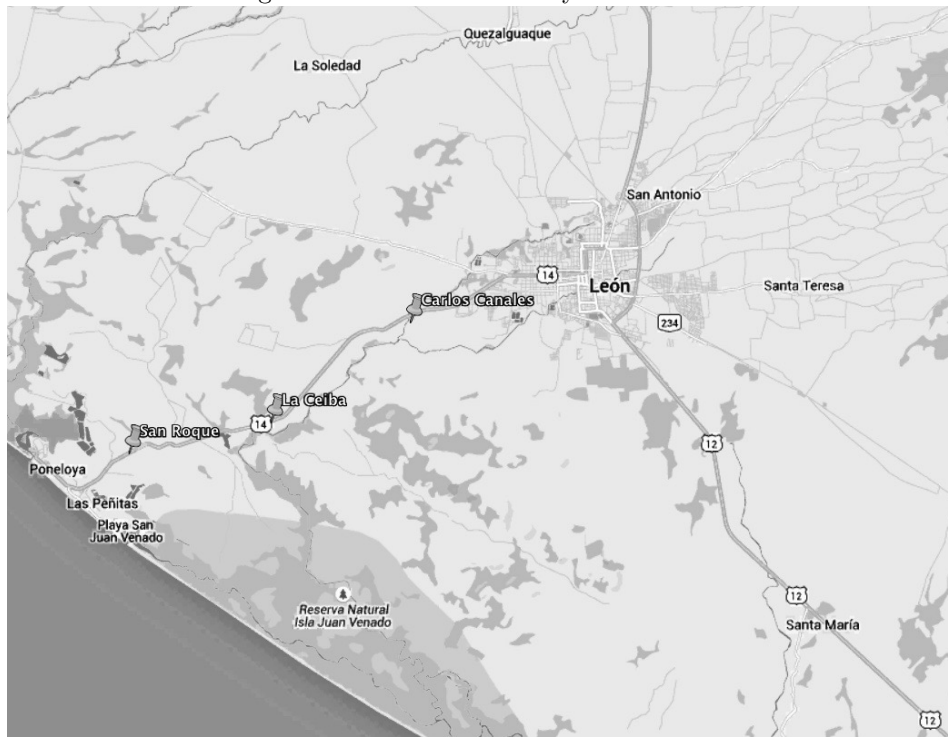 Quezalguaque
La Soledad
San Antonio
14
León
Santa Teresa
Carlos Canales
234
La Ceiba
14
San Roque
12
Poneloya
Las Peñitas
Playa San
Juan Venado
Reserva Natural
Isla Juan Venado
12
Santa María
12